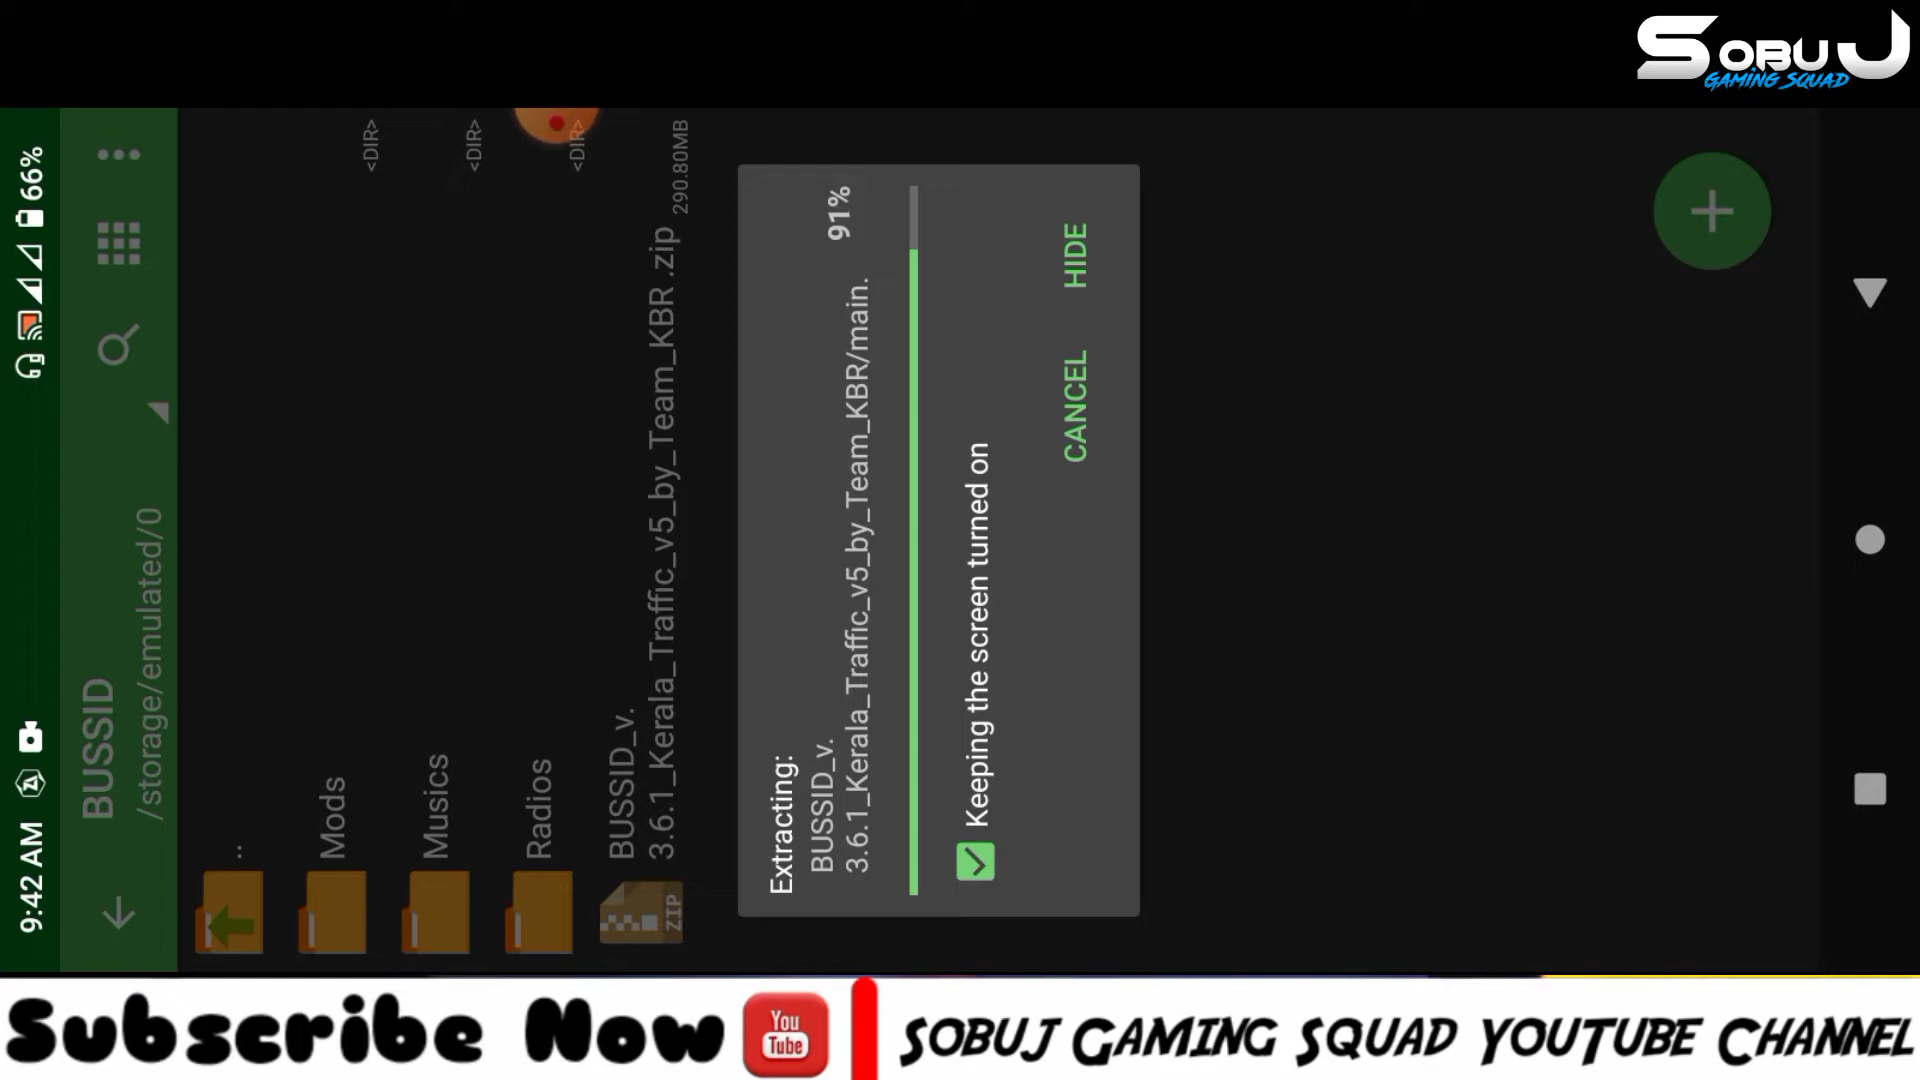 SOBUJ
GAMING SQUAD
9:42 AM
66%
BUSSID
/storage/emulated/0
..
Mods
<DIR>
Musics
<DIR>
Radios
<DIR>
BUSSID_v.
3.6.1_Kerala_Traffic_v5_by_Team_KBR .zip
290.80MB
ZIP
Extracting:
BUSSID_v.
3.6.1_Kerala_Traffic_v5_by_Team_KBR/main.
91%
Keeping the screen turned on
CANCEL HIDE
Subscribe Now
You
Tube
SOBUJ GAMING SQUAD YOUTUBE CHANNEL